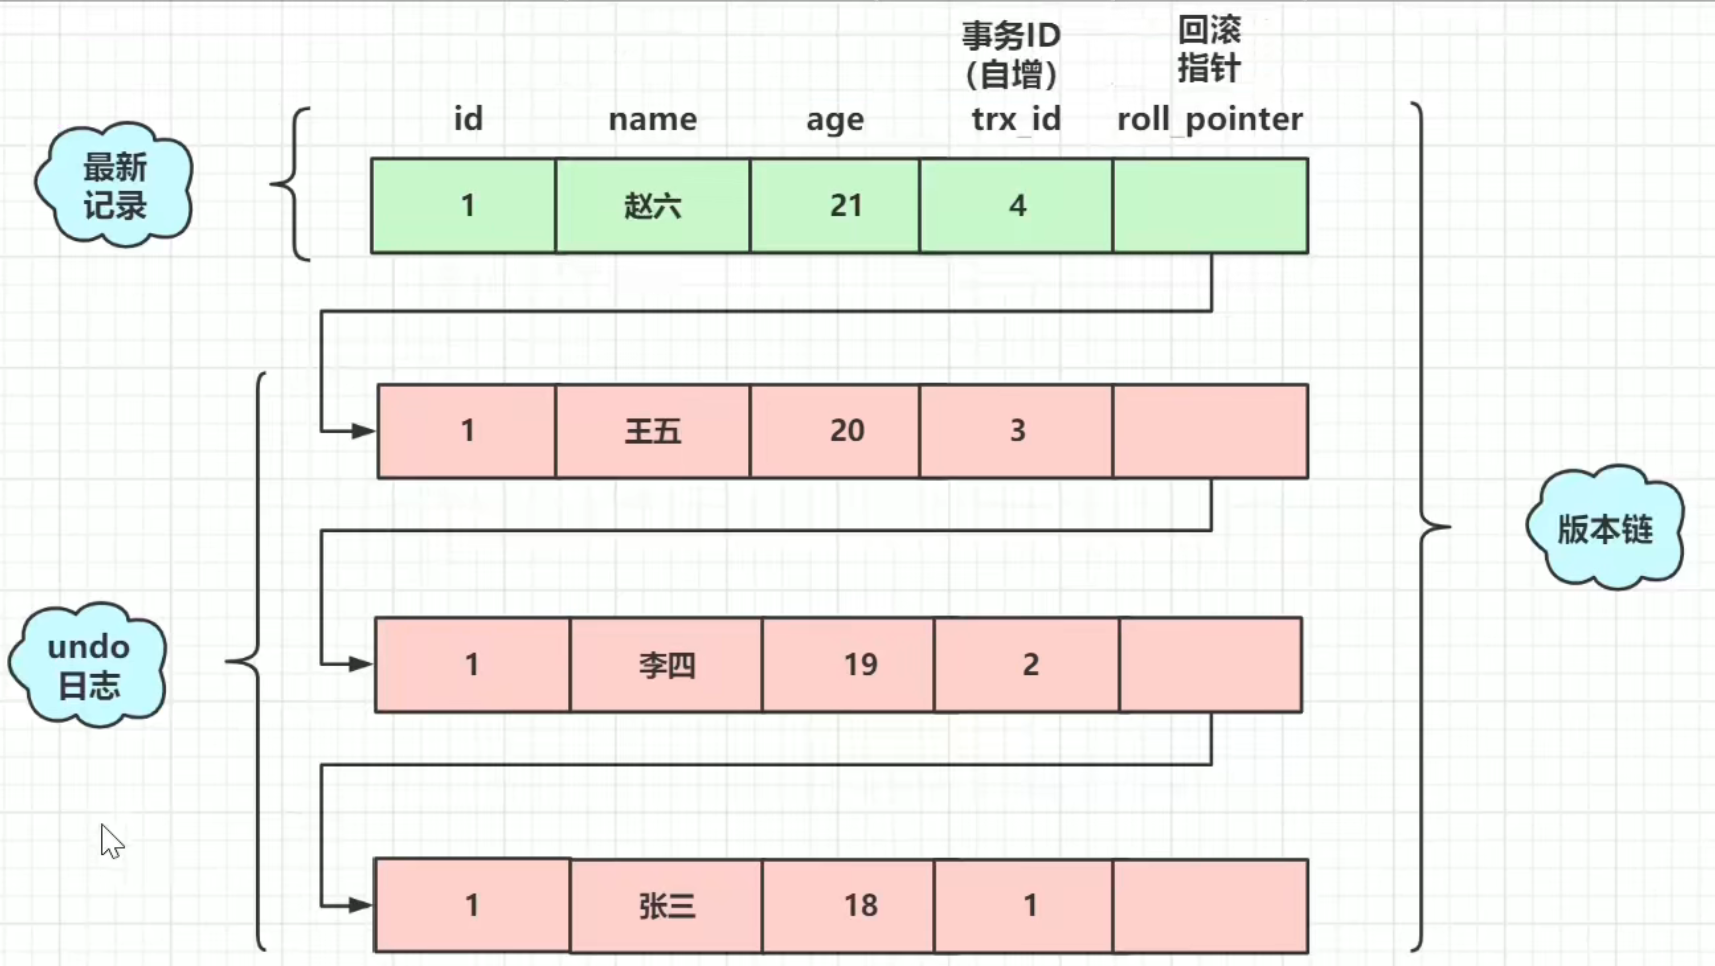 事务ID
（自增）
回滚
指针
id name age trx_id roll_pointer
最新
记录
1 赵六 21 4
1 王五 20 3
版本链
undo
日志
1 李四 19 2
1 张三 18 1